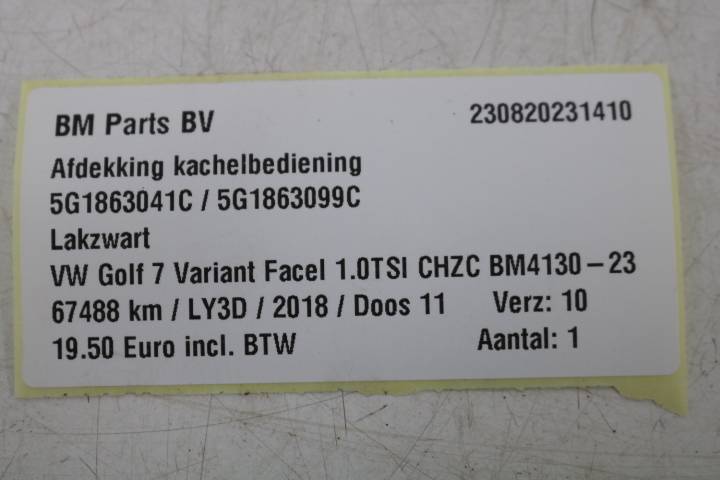 BM Parts BV 230820231410
Afdekking kachelbediening
5G1863041C / 5G1863099C
Lakzwart
VW Golf 7 Variant Facel 1.0TSI CHZC BM4130-23
67488 km / LY3D / 2018 / Doos 11 Verz: 10
19.50 Euro incl. BTW Aantal: 1